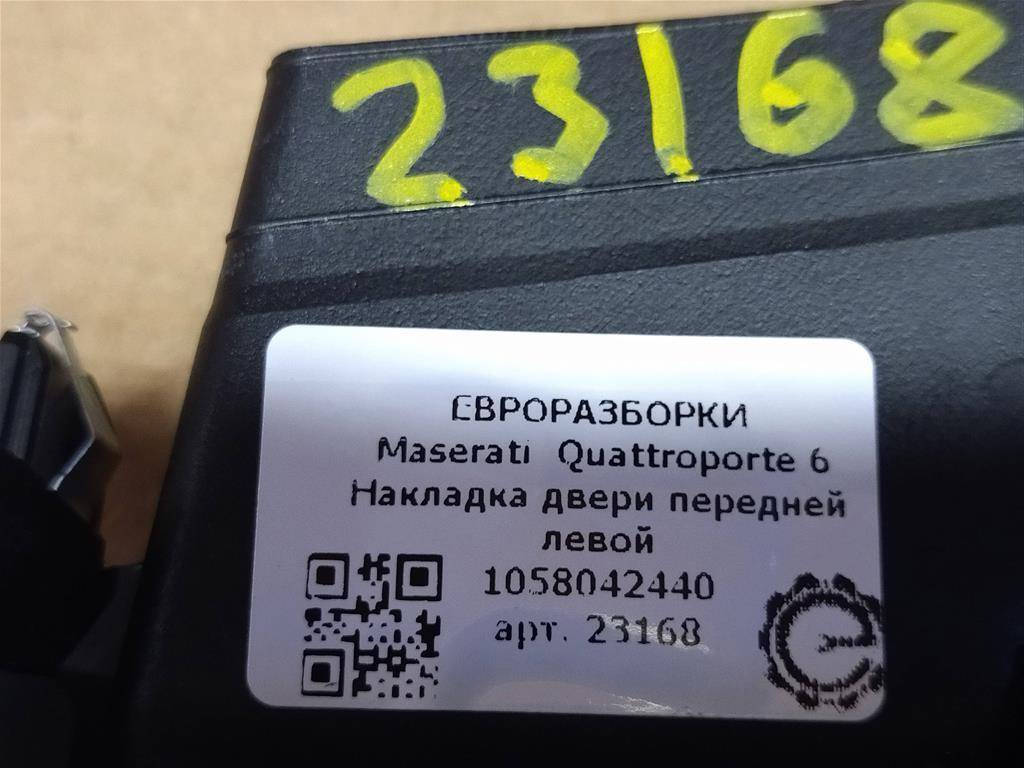 23168
ЕВРОРАЗБОРКИ
Maserati Quattroporte 6
Накладка двери передней
левой
1058042440
арт. 23168